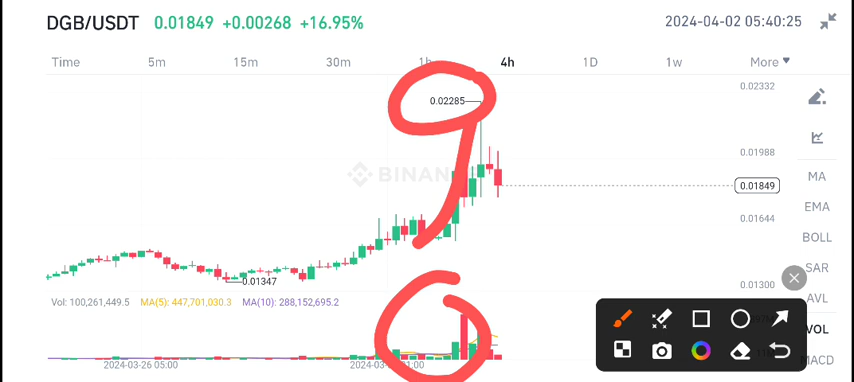 DGB/USDT 0.01849 +0.00268 +16.95% 2024-04-02 05:40:25
Time 5m 15m 30m 1h 4h 1D 1w More
0.02332
0.02285
0.01988
BINAN
MA
0.01849
EMA
0.01644
BOLL
SAR
0.01347
0.01300
AVL
Vol: 100,261,449.5 MA(5): 447,701,030.3 MA(10): 288,152,695.2
VOL
MACD
2024-03-26 05:00